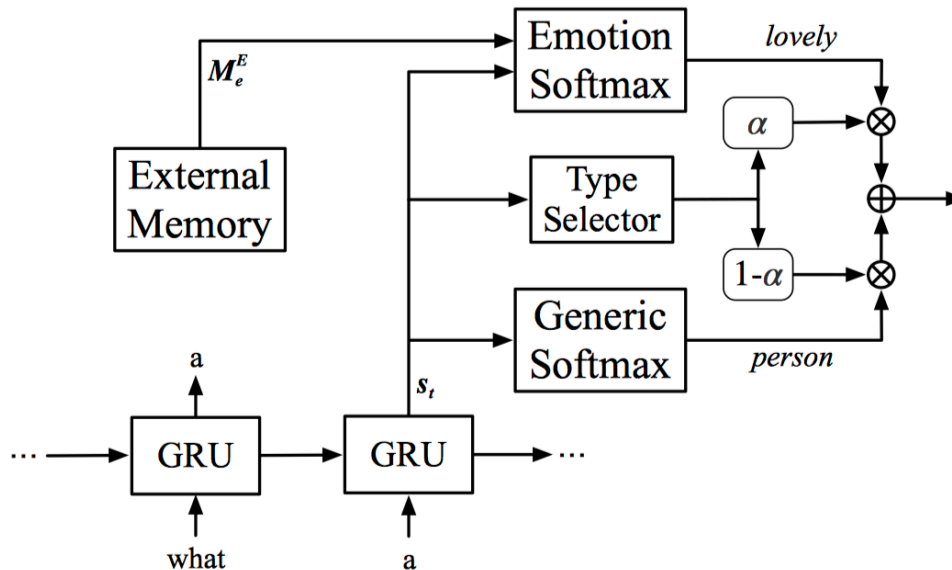 Emotion
Softmax
lovely
M_e^E
α
External
Memory
Type
Selector
1-α
Generic
Softmax
person
a
s_t
... GRU GRU ...
what a